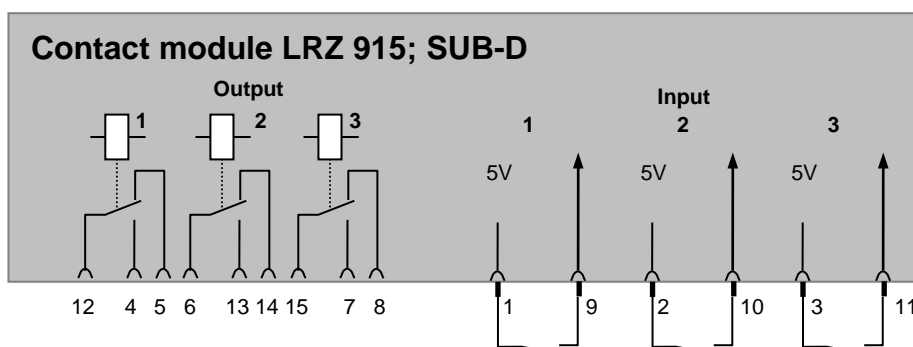 Contact module LRZ 915; SUB-D
Output
Input
1 2 3
1 2 3
5V 5V 5V
12 4 5 6 13 14 15 7 8 1 9 2 10 3 11